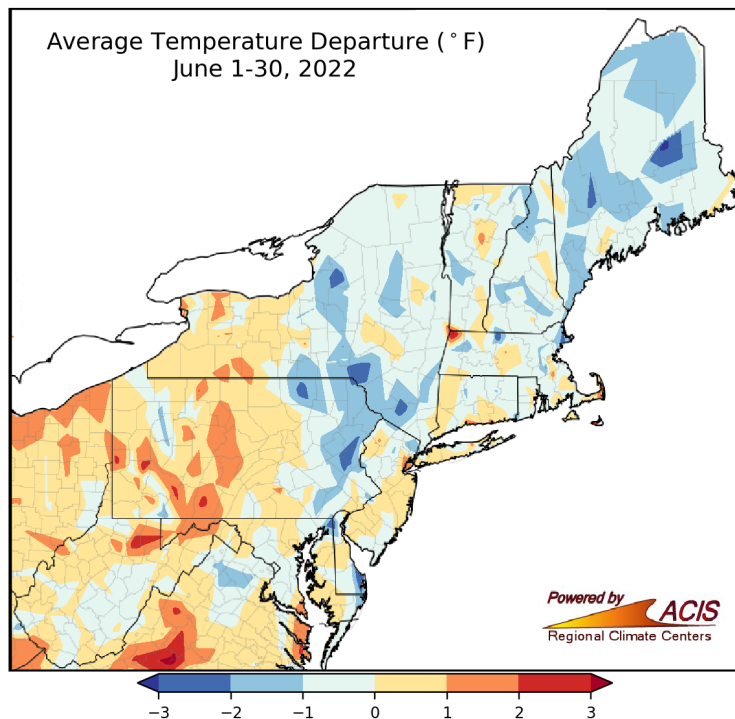 Average Temperature Departure (°F)
June 1-30, 2022
Powered by
ACIS
Regional Climate Centers
−3 −2 −1 0 1 2 3